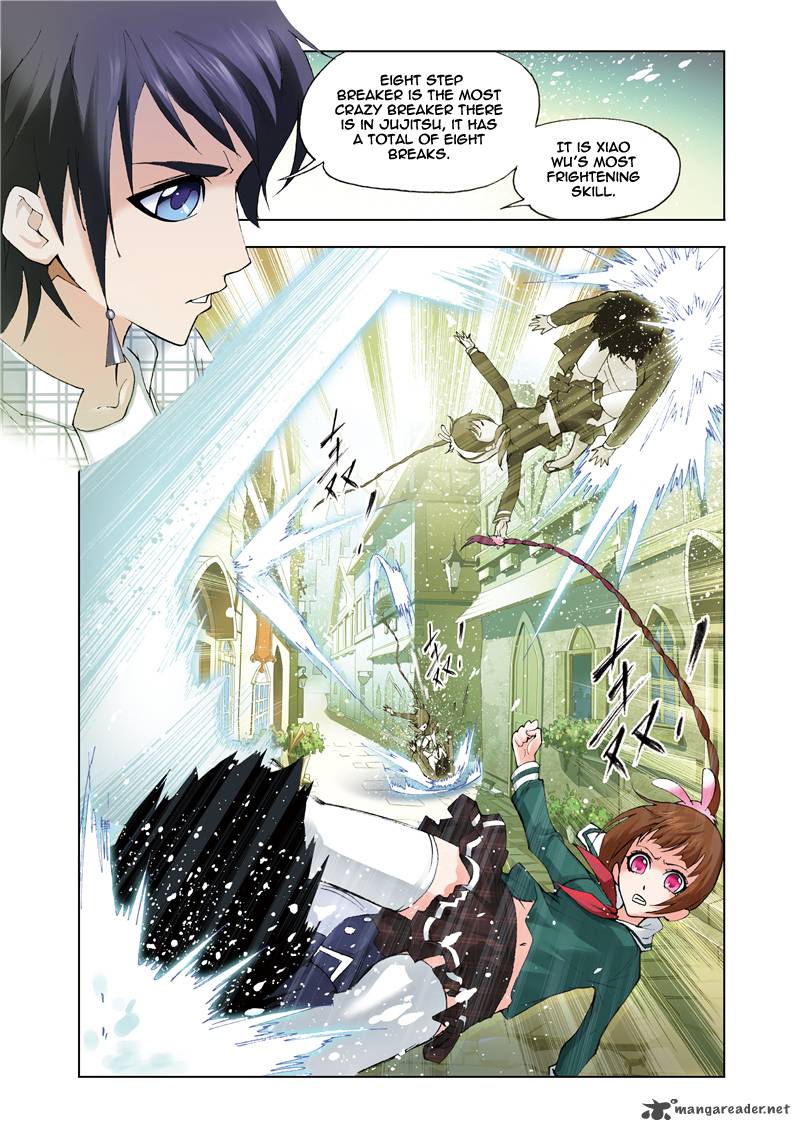 EIGHT STEP
BREAKER IS THE MOST
CRAZY BREAKER THERE
IS IN JUJITSU, IT HAS
A TOTAL OF EIGHT
BREAKS.
IT IS XIAO
WU'S MOST
FRIGHTENING
SKILL.
轰!
轰!
轰!
mangareader.net